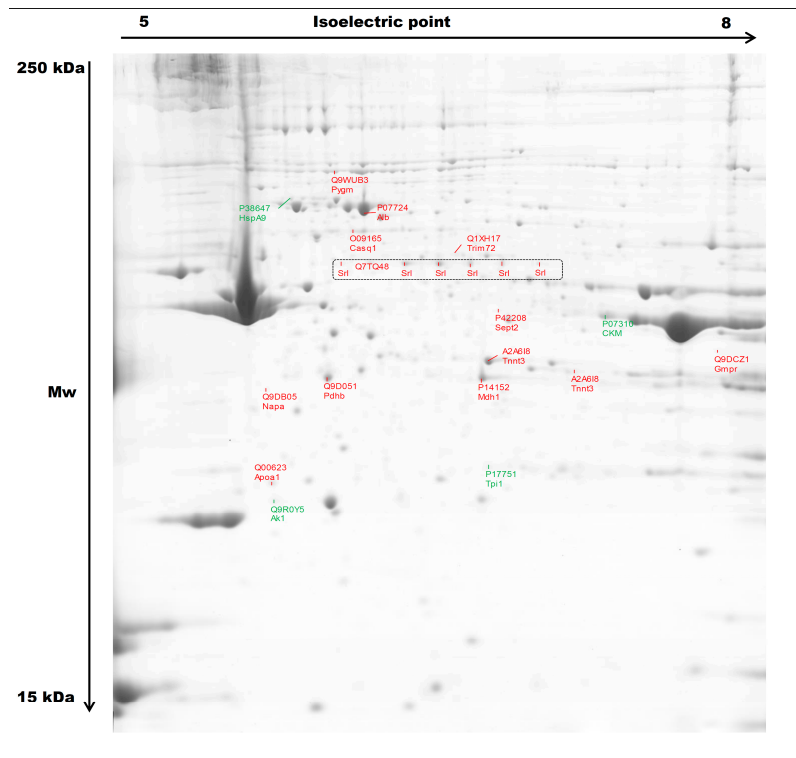 5 Isoelectric point 8
250 kDa
Q9WUB3
Pygm
P38647
HspA9
P07724
Alb
O09165
Casq1
Q1XH17
Trim72
Q7TQ48
Srl Srl Srl Srl Srl Srl
P42208
Sept2
P07310
CKM
A2A6I8
Tnnt3
Q9DCZ1
Gmpr
A2A6I8
Tnnt3
Q9D051
Pdhb
P14152
Mdh1
Mw
Q9DB05
Napa
Q00623
Apoa1
P17751
Tpi1
Q9R0Y5
Ak1
15 kDa